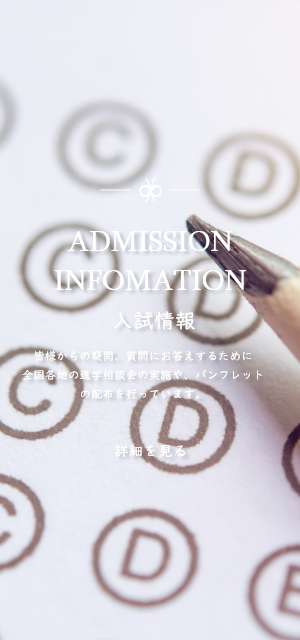 C
D
ADMISSION
C
INFOMATION
D
入試情報
皆様からの疑問、質問にお答えするために
全国各地の進学相談会の実施や、パンフレット
の配布を行っています。
C
D
詳細を見る
C
D